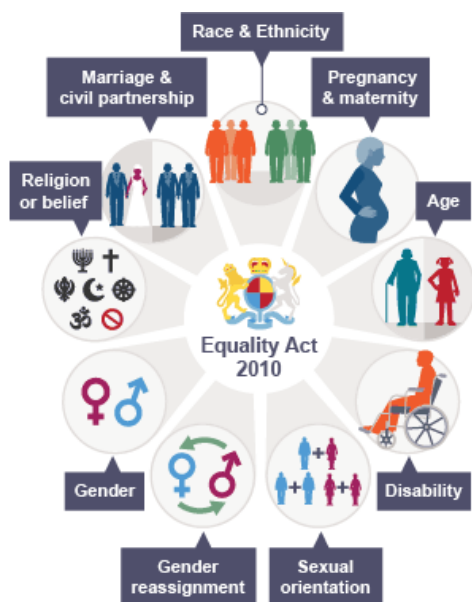 Race & Ethnicity
Marriage &
civil partnership
Pregnancy
& maternity
Religion
or belief
Age
Equality Act
2010
Gender
Disability
Gender
reassignment
Sexual
orientation